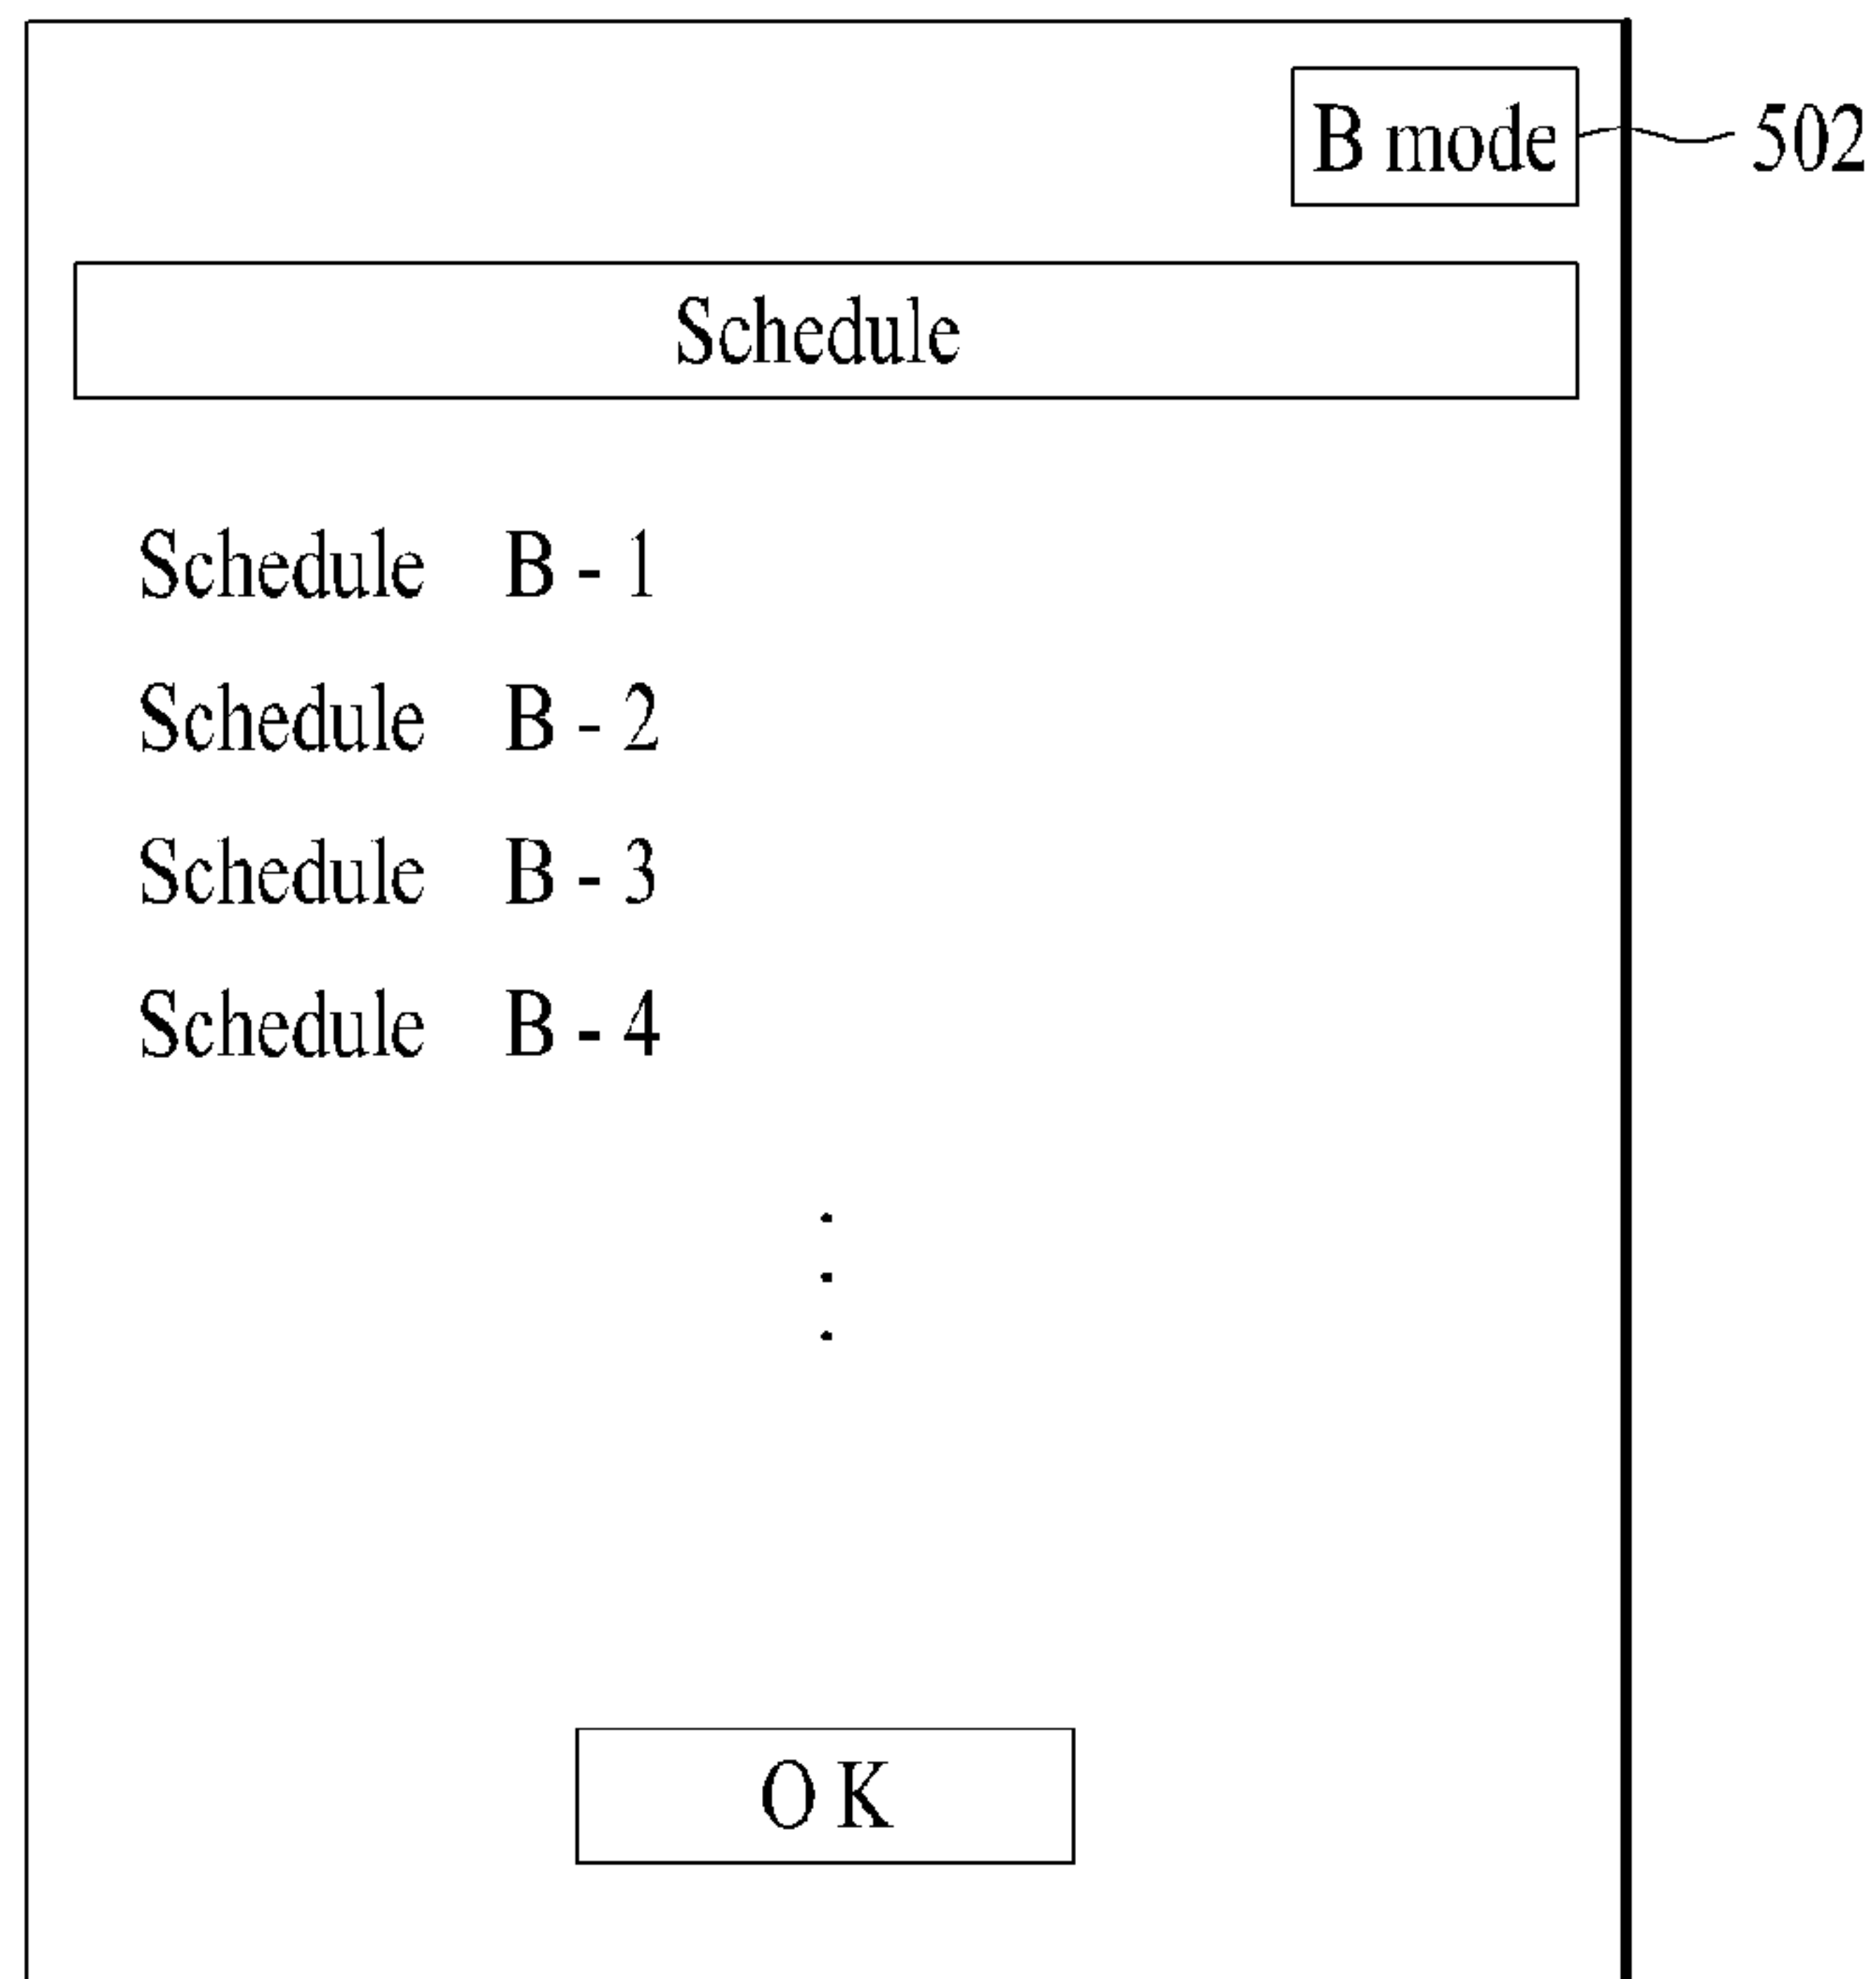 B mode 502
Schedule
Schedule B - 1
Schedule B - 2
Schedule B - 3
Schedule B - 4
OK